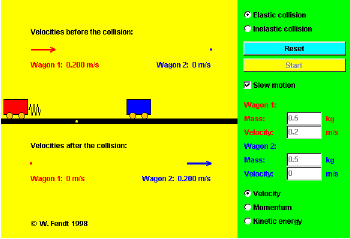 Velocities before the collision:
Wagon 1: 0.200 m/s
Wagon 2: 0 m/s
Velocities after the collision:
Wagon 1: 0 m/s
Wagon 2: 0.200 m/s
© W. Fendt 1998
Elastic collision
Inelastic collision
Reset
Start
Slow motion
Wagon 1:
Mass: 0.5 kg
Velocity: 0.2 m/s
Wagon 2:
Mass: 0.5 kg
Velocity: 0 m/s
Velocity
Momentum
Kinetic energy